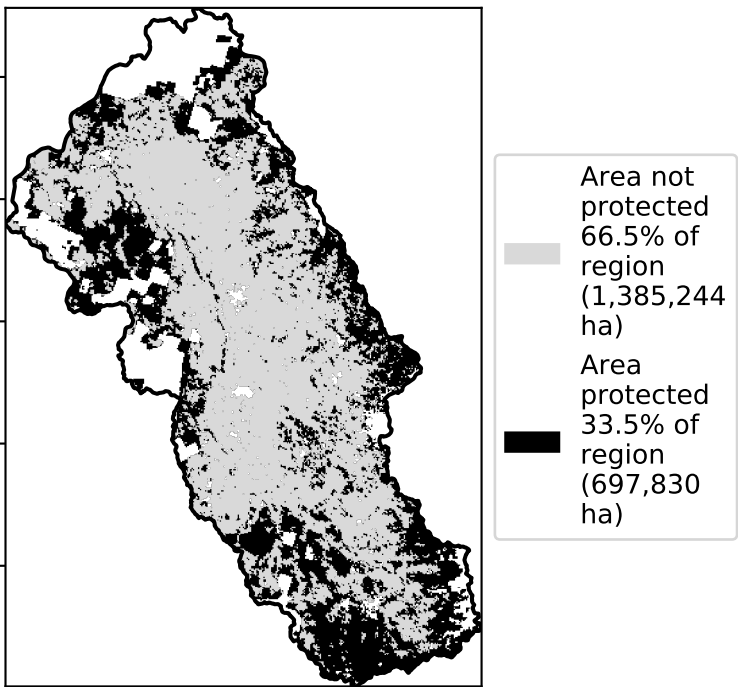 Area not
protected
66.5% of
region
(1,385,244
ha)
Area
protected
33.5% of
region
(697,830
ha)